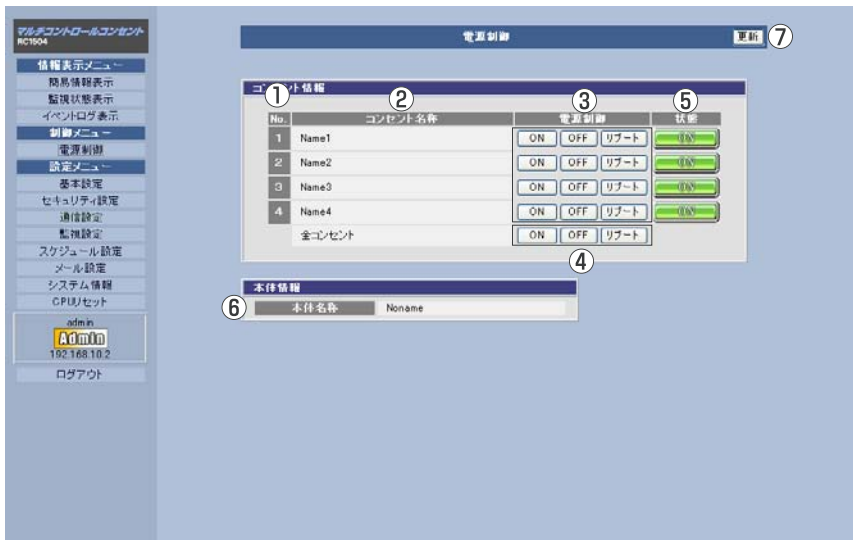 マルチコントロールコンセント
RC1504
情報表示メニュー
簡易情報表示
監視状態表示
イベントログ表示
制御メニュー
電源制御
設定メニュー
基本設定
セキュリティ設定
通信設定
監視設定
スケジュール設定
メール設定
システム情報
CPUリセット
admin
Admin
192.168.10.2
ログアウト
電源制御
更新 ⑦
コンセント情報
① ② ③ ⑤
No. コンセント名称 電源制御 状態
1 Name1 ON OFF リブート ON
2 Name2 ON OFF リブート ON
3 Name3 ON OFF リブート ON
4 Name4 ON OFF リブート ON
全コンセント ON OFF リブート
④
本体情報
⑥ 本体名称 Noname